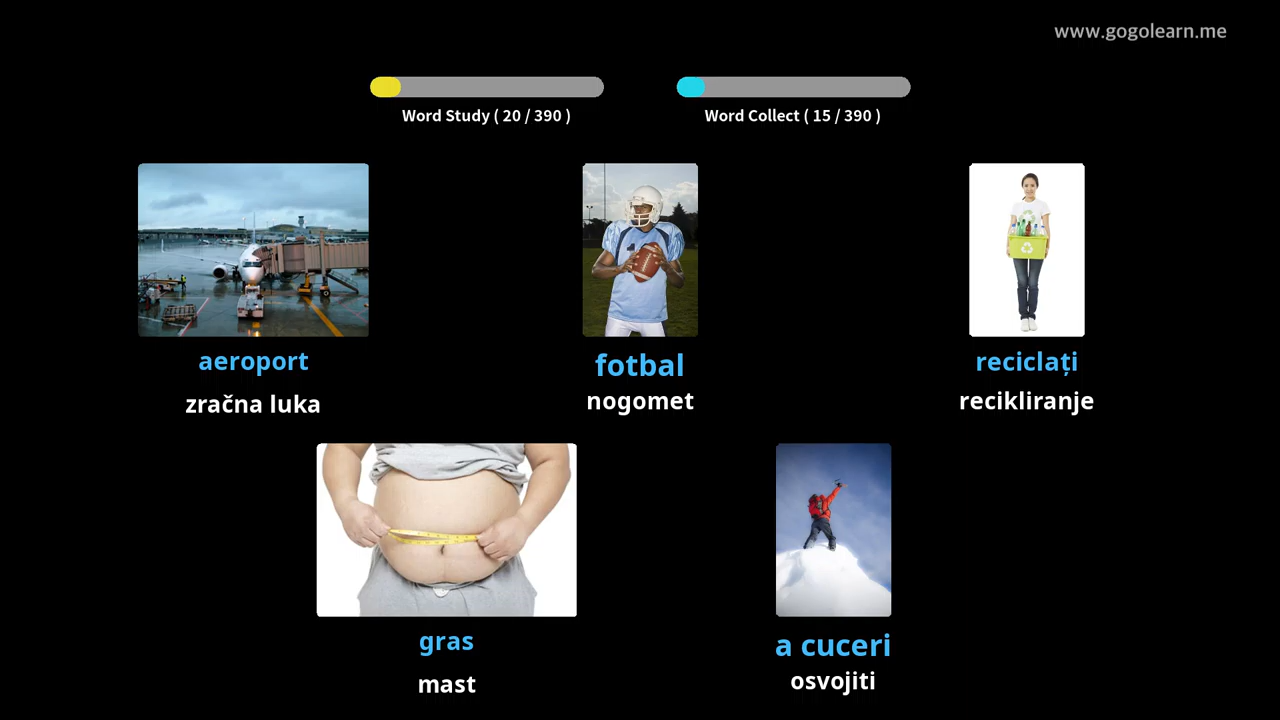 www.gogolearn.me
Word Study ( 20 / 390 )
Word Collect ( 15 / 390 )
aeroport
zračna luka
fotbal
nogomet
reciclați
recikliranje
gras
mast
a cuceri
osvojiti